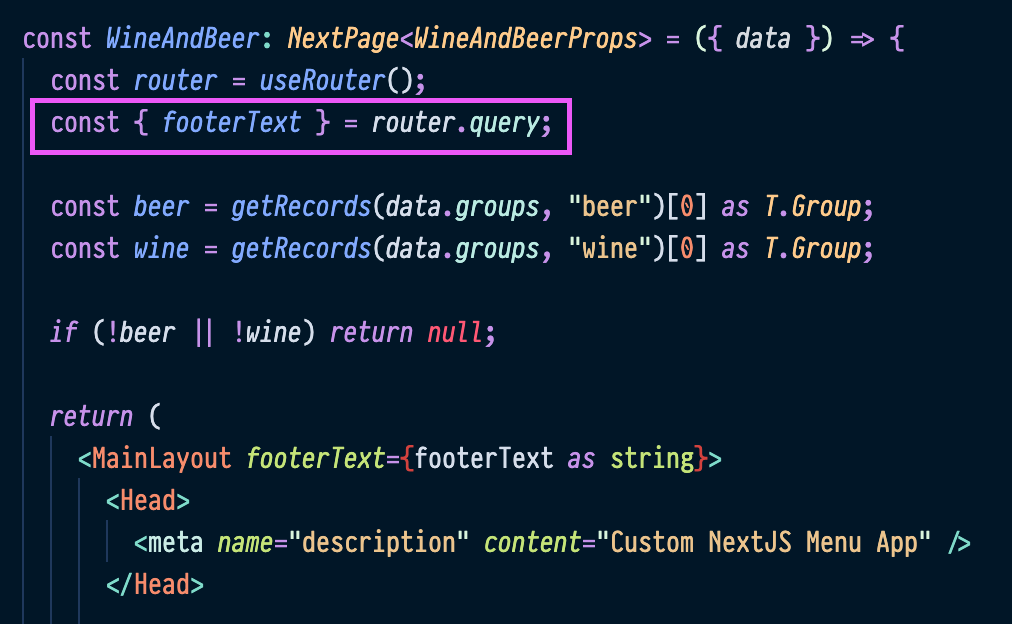 const WineAndBeer: NextPage<WineAndBeerProps> = ({ data }) => {
const router = useRouter();
const { footerText } = router.query;
const beer = getRecords(data.groups, "beer")[0] as T.Group;
const wine = getRecords(data.groups, "wine")[0] as T.Group;
if (!beer || !wine) return null;
return (
<MainLayout footerText={footerText as string}>
<Head>
<meta name="description" content="Custom NextJS Menu App" />
</Head>